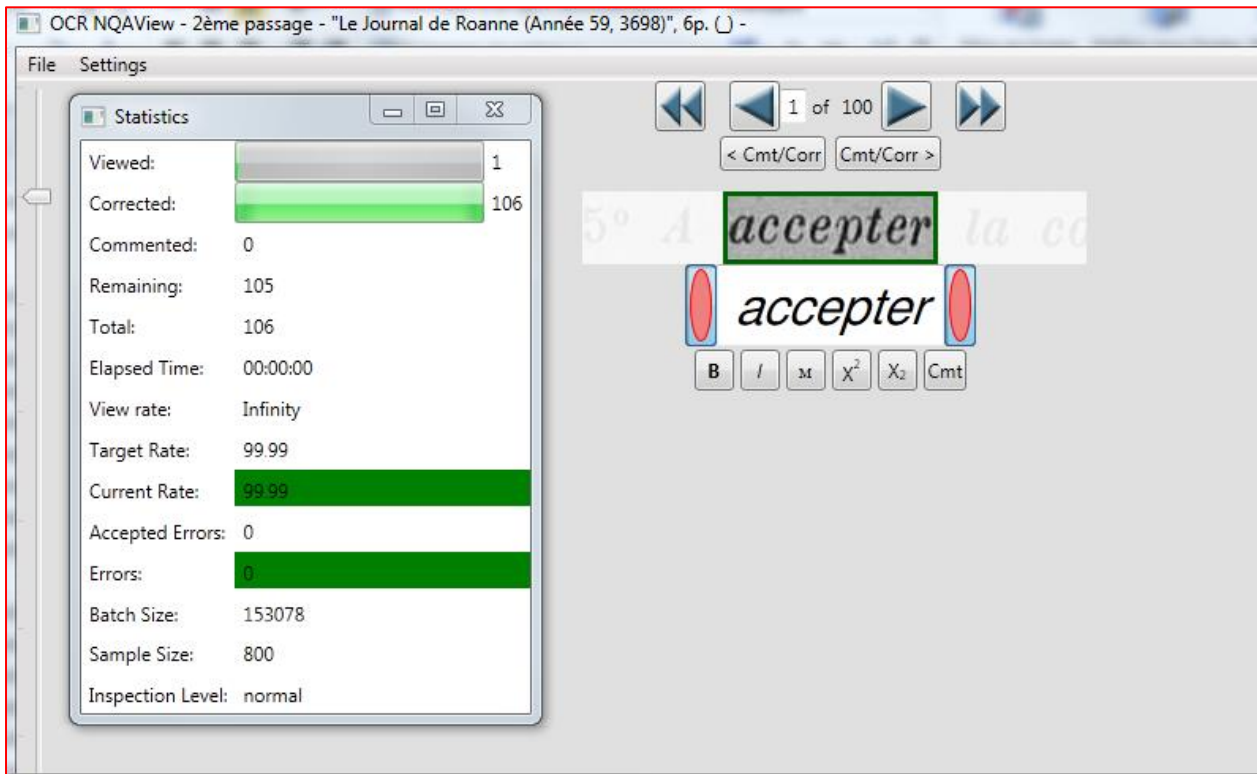 OCR NQAView - 2ème passage - "Le Journal de Roanne (Année 59, 3698)", 6p. (_) -
File Settings
Statistics
Viewed: 1
Corrected: 106
Commented: 0
Remaining: 105
Total: 106
Elapsed Time: 00:00:00
View rate: Infinity
Target Rate: 99.99
Current Rate: 99.99
Accepted Errors: 0
Errors: 0
Batch Size: 153078
Sample Size: 800
Inspection Level: normal
1 of 100
< Cmt/Corr Cmt/Corr >
5º A accepter la co
accepter
B I M X² X₂ Cmt